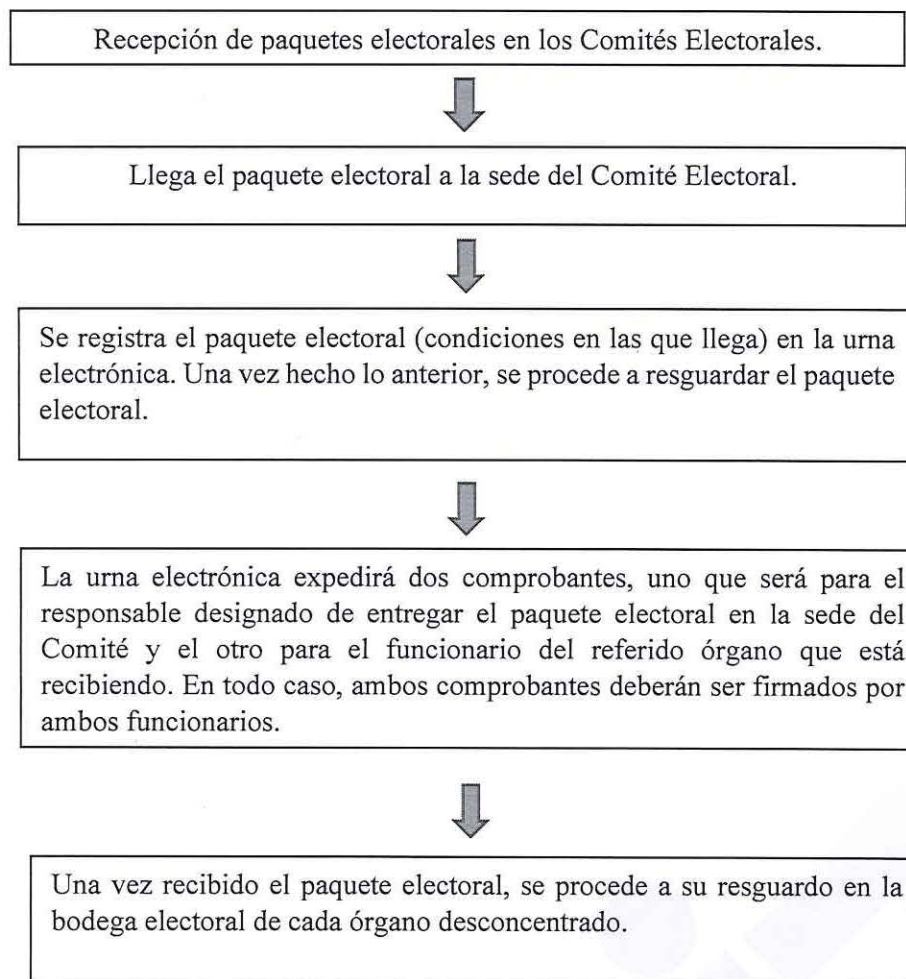 Recepción de paquetes electorales en los Comités Electorales.
Llega el paquete electoral a la sede del Comité Electoral.
Se registra el paquete electoral (condiciones en las que llega) en la urna
electrónica. Una vez hecho lo anterior, se procede a resguardar el paquete
electoral.
La urna electrónica expedirá dos comprobantes, uno que será para el
responsable designado de entregar el paquete electoral en la sede del
Comité y el otro para el funcionario del referido órgano que está
recibiendo. En todo caso, ambos comprobantes deberán ser firmados por
ambos funcionarios.
Una vez recibido el paquete electoral, se procede a su resguardo en la
bodega electoral de cada órgano desconcentrado.